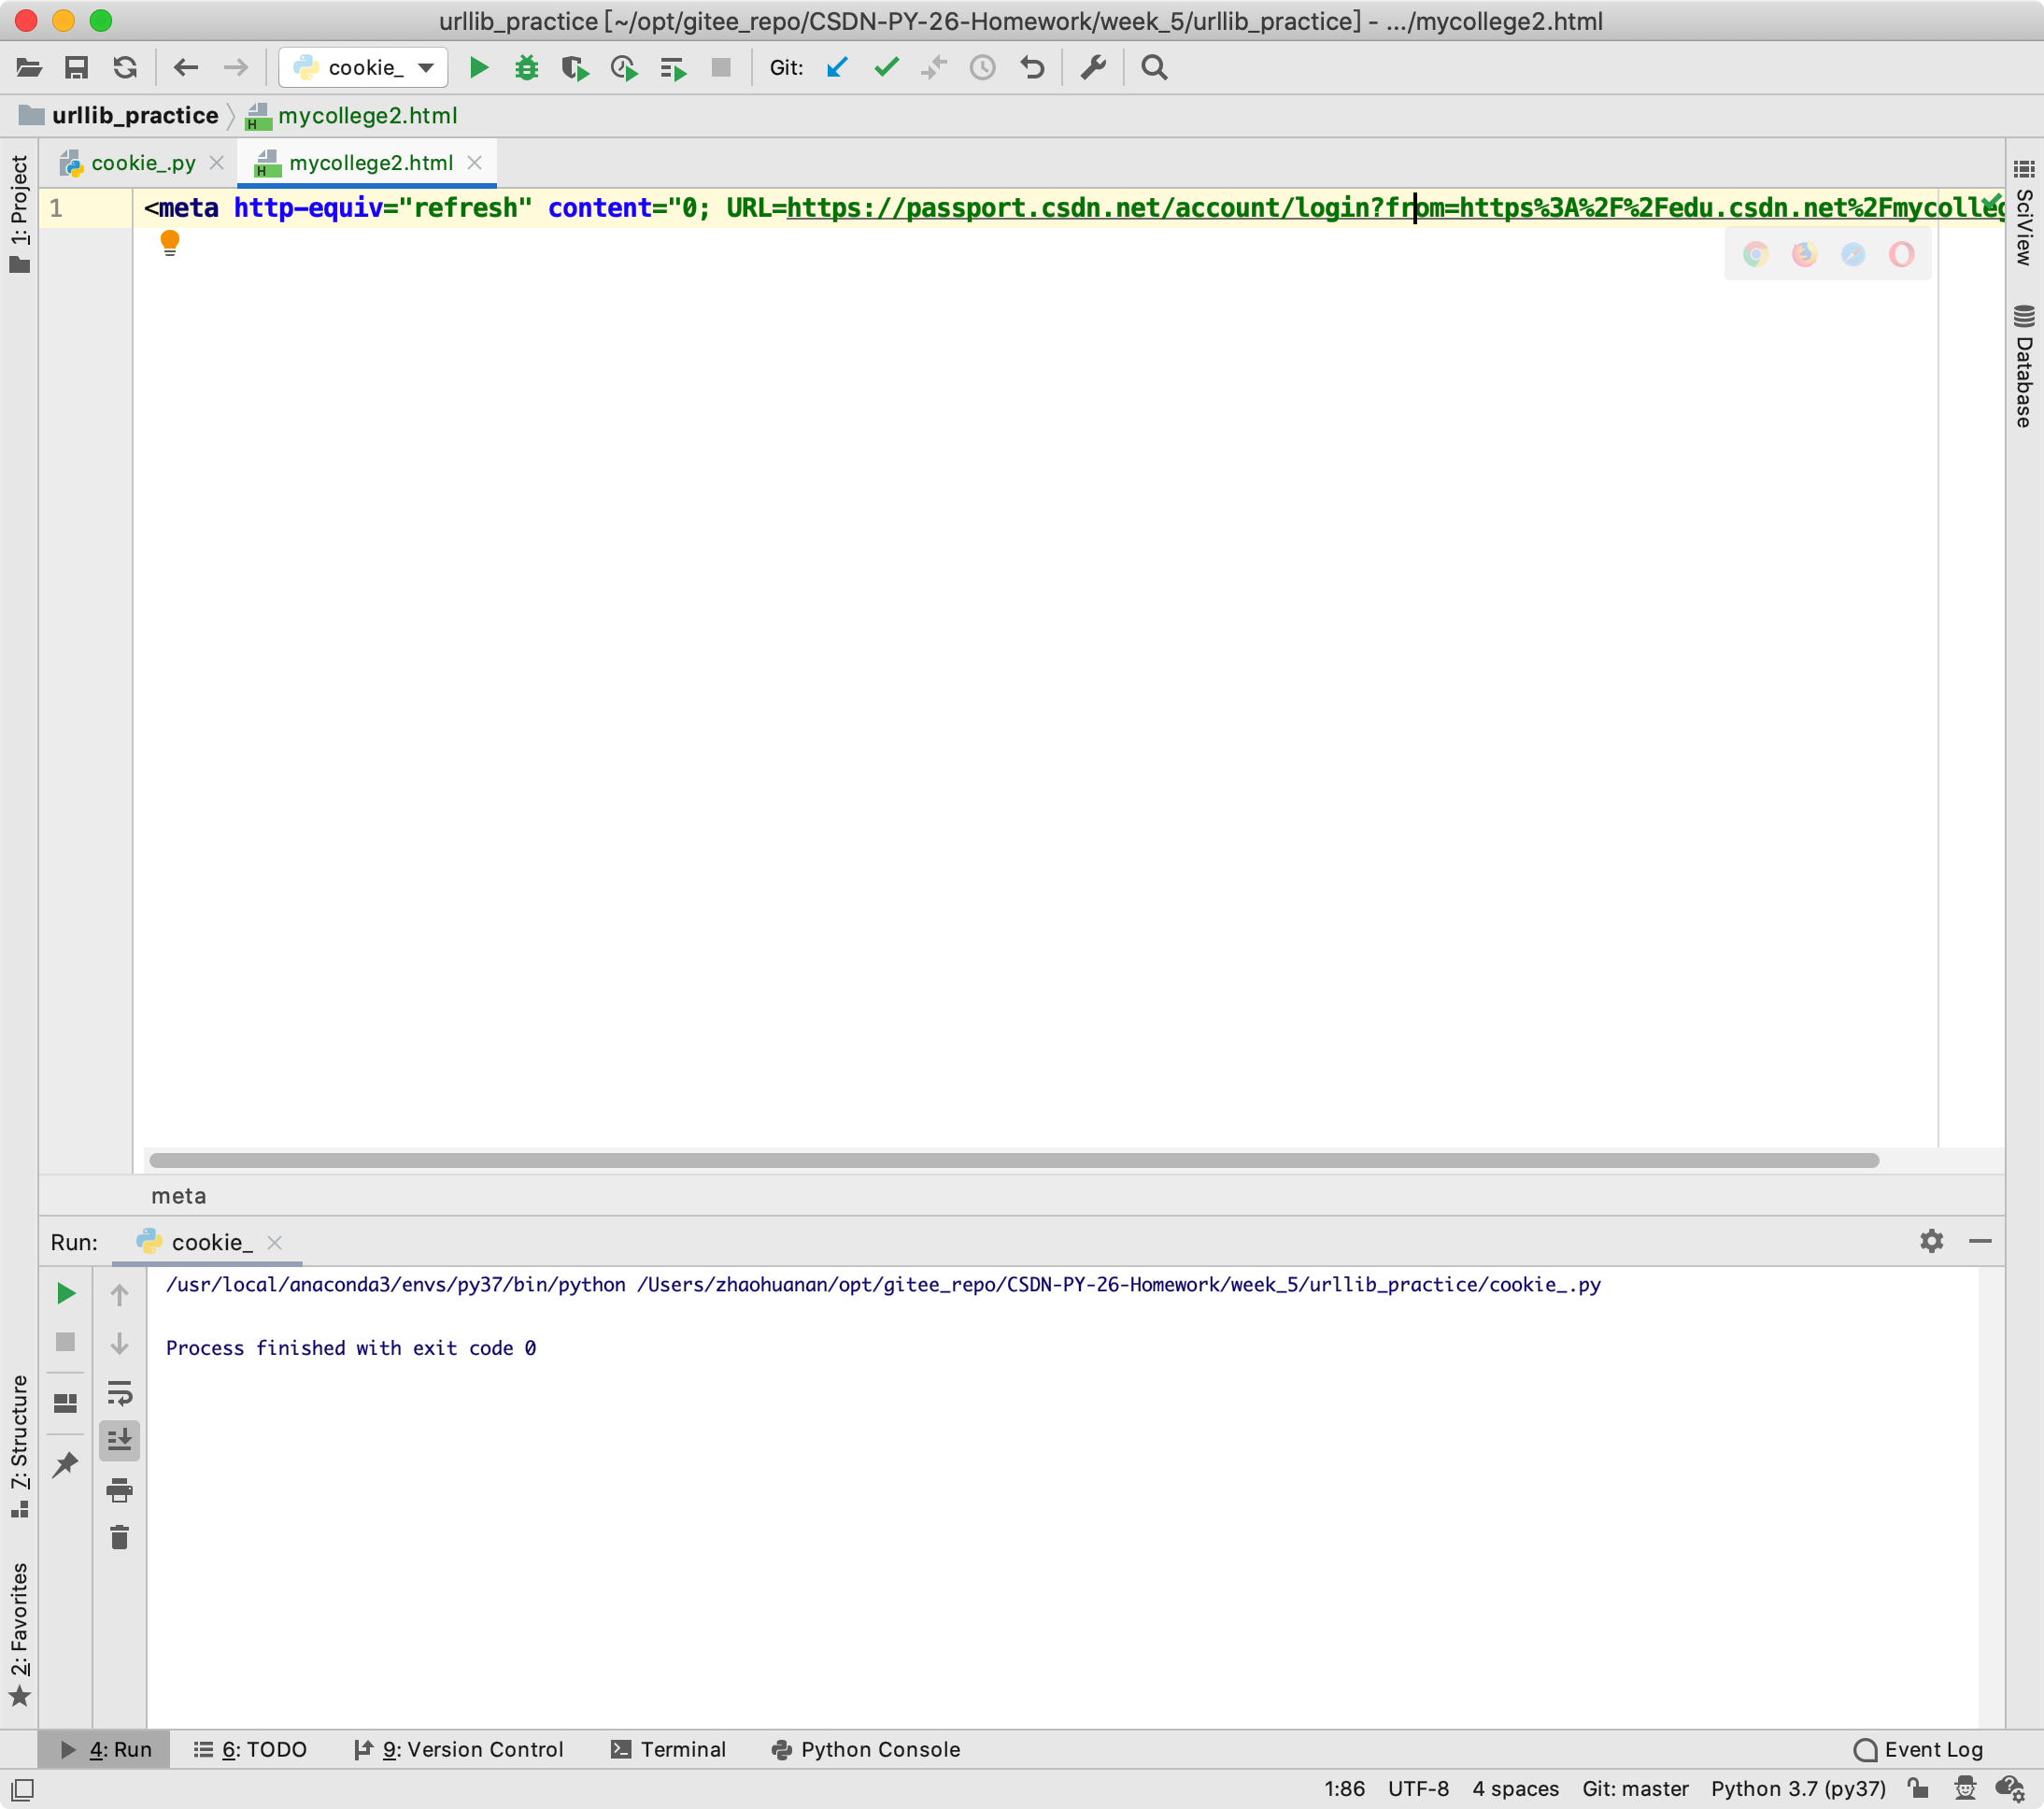 urllib_practice [~/opt/gitee_repo/CSDN-PY-26-Homework/week_5/urllib_practice] - .../mycollege2.html
cookie_ Git:
urllib_practice mycollege2.html
cookie_.py mycollege2.html
1: Project
1 <meta http-equiv="refresh" content="0; URL=https://passport.csdn.net/account/login?from=https%3A%2F%2Fedu.csdn.net%2Fmycolleg
SciView
Database
meta
Run: cookie_
/usr/local/anaconda3/envs/py37/bin/python /Users/zhaohuanan/opt/gitee_repo/CSDN-PY-26-Homework/week_5/urllib_practice/cookie_.py
Process finished with exit code 0
7: Structure
2: Favorites
4: Run 6: TODO 9: Version Control Terminal Python Console Event Log
1:86 UTF-8 4 spaces Git: master Python 3.7 (py37)